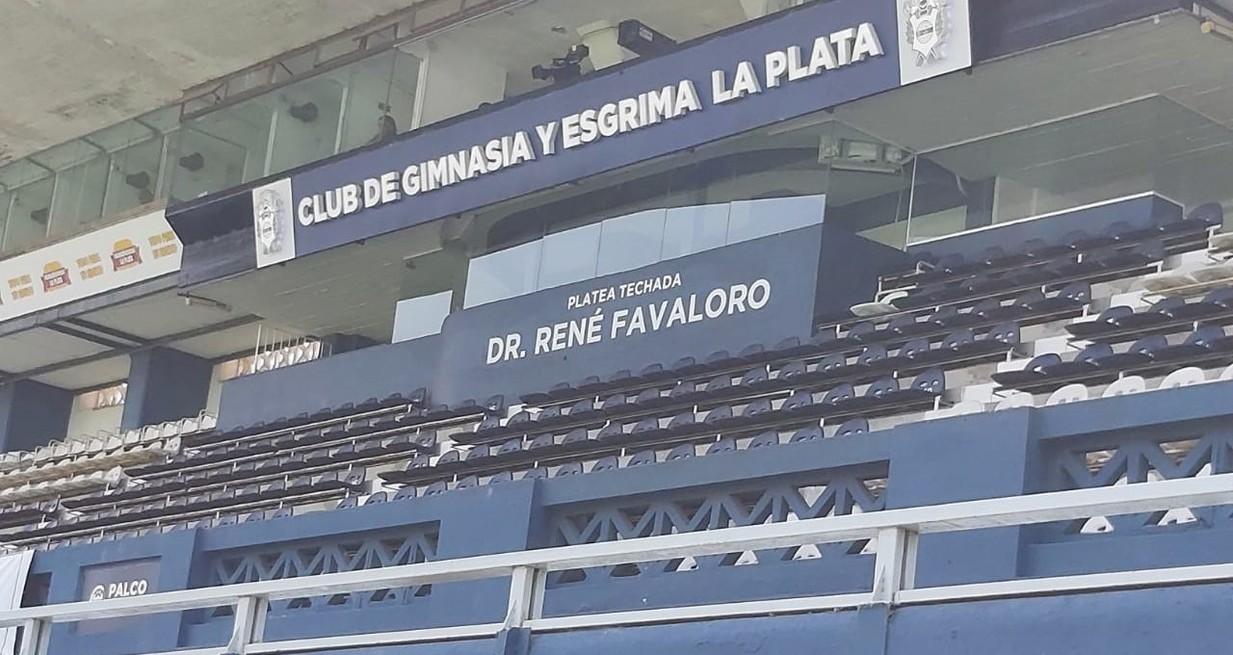 CLUB DE GIMNASIA Y ESGRIMA LA PLATA
PLATEA TECHADA
DR. RENÉ FAVALORO
PALCO